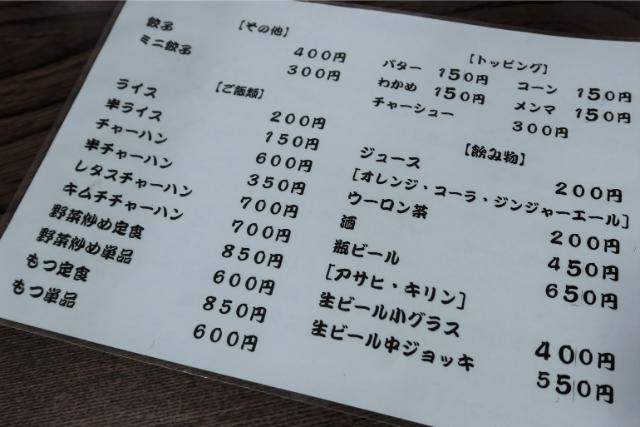 【その他】
餃子 400円
ミニ餃子 300円
【ご飯類】
ライス 200円
半ライス 150円
チャーハン 600円
半チャーハン 350円
レタスチャーハン 700円
キムチチャーハン 700円
野菜炒め定食 850円
野菜炒め単品 600円
もつ定食 850円
もつ単品 600円
【トッピング】
バター 150円 コーン 150円
わかめ 150円 メンマ 150円
チャーシュー 300円
【飲み物】
ジュース 200円
[オレンジ・コーラ・ジンジャーエール]
ウーロン茶 200円
酒 450円
瓶ビール 650円
[アサヒ・キリン]
生ビール小グラス 400円
生ビール中ジョッキ 550円